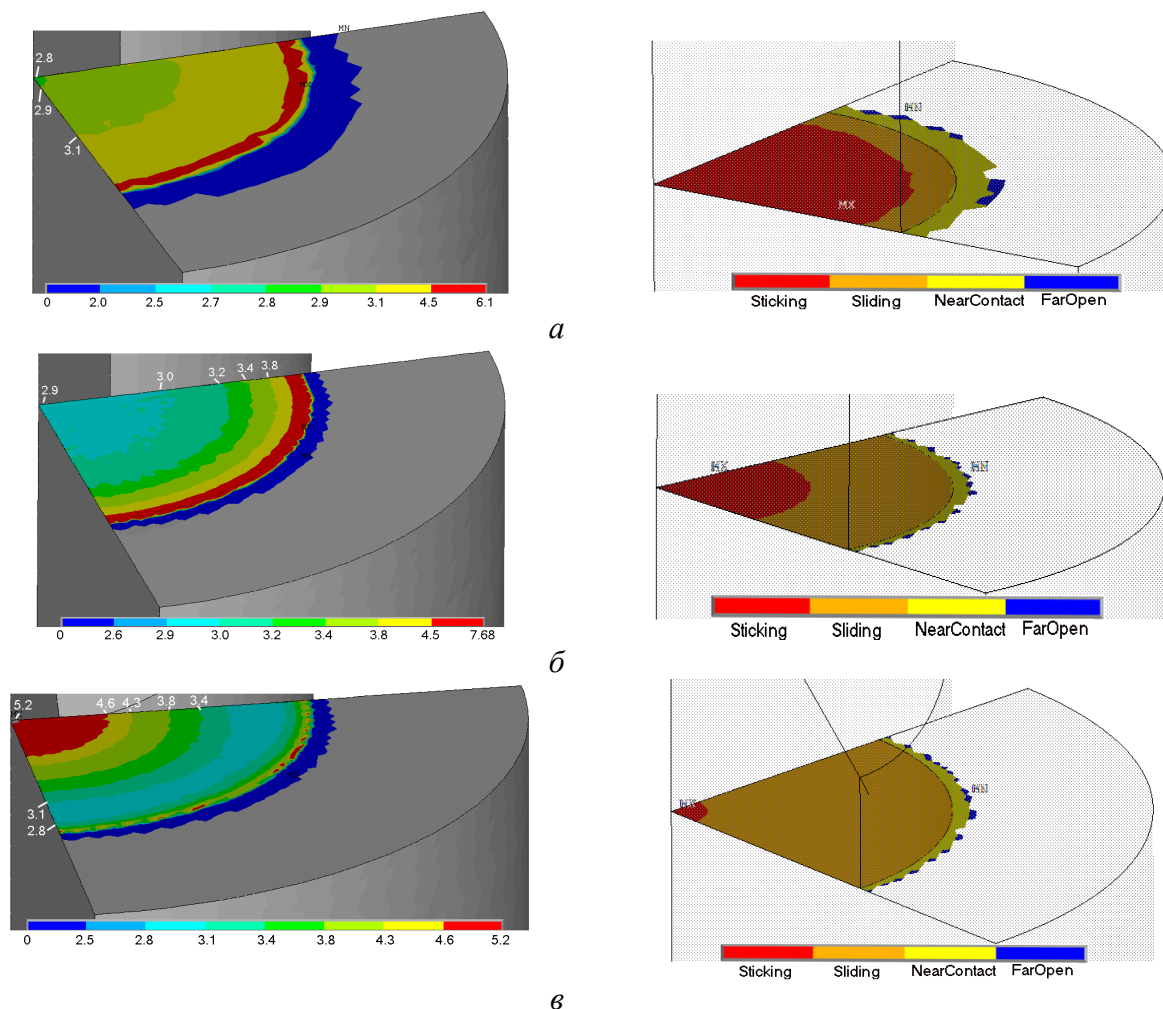 MN
2.8
MX
2.9
3.1
0 2.0 2.5 2.7 2.8 2.9 3.1 4.5 6.1
MN
MX
Sticking Sliding NearContact FarOpen
а
2.9 3.0 3.2 3.4 3.8
MX
0 2.6 2.9 3.0 3.2 3.4 3.8 4.5 7.68
MX MN
Sticking Sliding NearContact FarOpen
б
5.2 4.6 4.3 3.8 3.4
3.1
2.8
0 2.5 2.8 3.1 3.4 3.8 4.3 4.6 5.2
MX MN
Sticking Sliding NearContact FarOpen
в